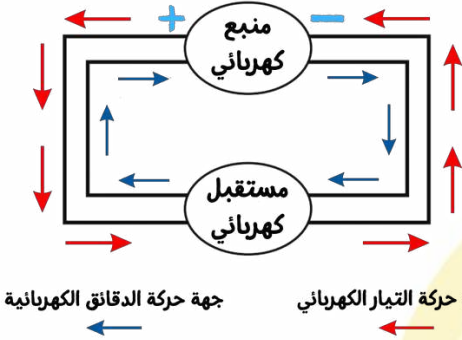 +
منبع
كهربائي
−
مستقبل
كهربائي
حركة التيار الكهربائي
جهة حركة الدقائق الكهربائية